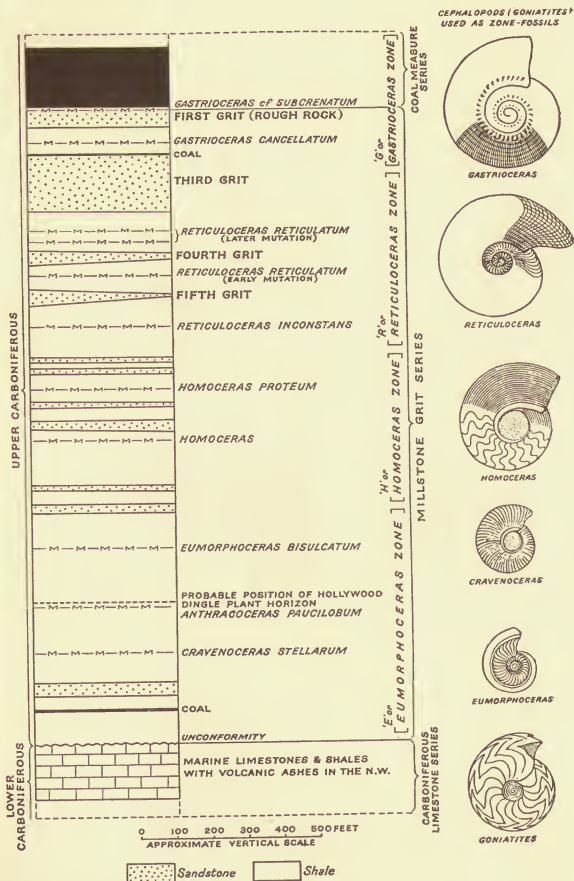 CEPHALOPODS (GONIATITES)
USED AS ZONE-FOSSILS
GASTRIOCERAS cf SUBCRENATUM
FIRST GRIT (ROUGH ROCK)
GASTRIOCERAS CANCELLATUM
COAL
THIRD GRIT
RETICULOCERAS RETICULATUM
(LATER MUTATION)
FOURTH GRIT
RETICULOCERAS RETICULATUM
(EARLY MUTATION)
FIFTH GRIT
RETICULOCERAS INCONSTANS
HOMOCERAS PROTEUM
HOMOCERAS
EUMORPHOCERAS BISULCATUM
PROBABLE POSITION OF HOLLYWOOD
DINGLE PLANT HORIZON
ANTHRACOCERAS PAUCILOBUM
CRAVENOCERAS STELLARUM
COAL
UNCONFORMITY
MARINE LIMESTONES & SHALES
WITH VOLCANIC ASHES IN THE N.W.
UPPER CARBONIFEROUS
LOWER
CARBONIFEROUS
'G' or
[GASTRIOCERAS ZONE]
'R' or
[RETICULOCERAS ZONE]
'H' or
[HOMOCERAS ZONE]
'E' or
[EUMORPHOCERAS ZONE]
COAL MEASURE
SERIES
MILLSTONE GRIT SERIES
CARBONIFEROUS
LIMESTONE SERIES
GASTRIOCERAS
RETICULOCERAS
HOMOCERAS
CRAVENOCERAS
EUMORPHOCERAS
GONIATITES
0 100 200 300 400 500 FEET
APPROXIMATE VERTICAL SCALE
Sandstone
Shale
M M M
M M M
M M M
M M M
M M M
M M M
M M M
M M M
M M M
M M M
M M M